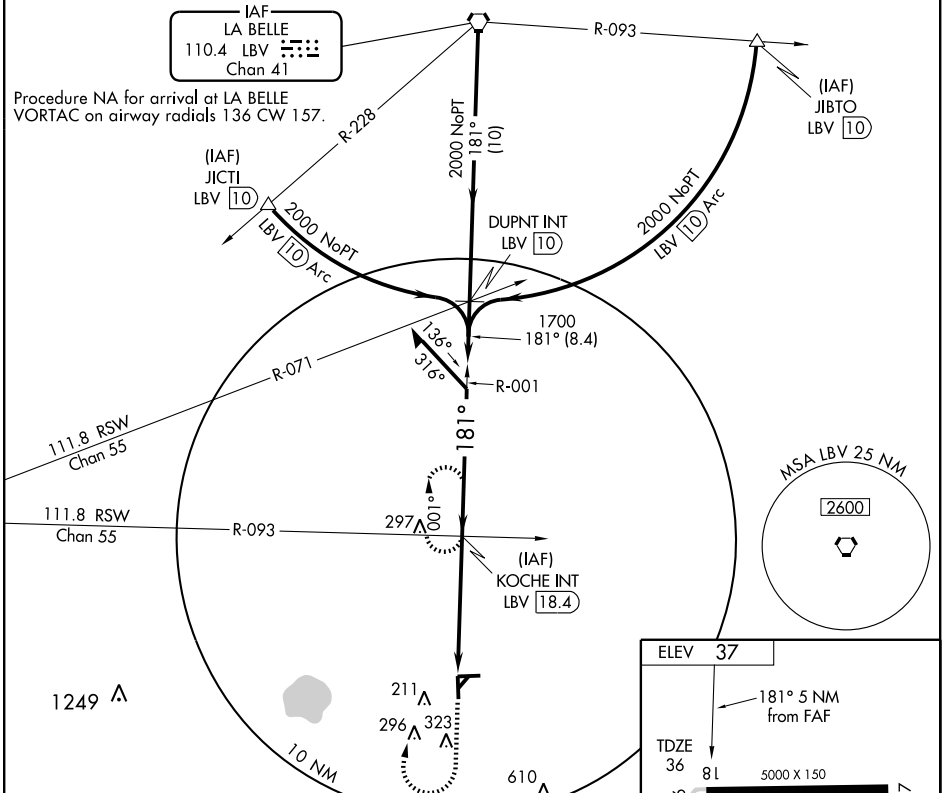 IAF
LA BELLE
110.4 LBV
Chan 41
Procedure NA for arrival at LA BELLE
VORTAC on airway radials 136 CW 157.
R-093
(IAF)
JIBTO
LBV 10
R-228
2000 NoPT
181°
(10)
(IAF)
JICTI
LBV 10
2000 NoPT
LBV 10 Arc
2000 NoPT
LBV 10 Arc
DUPNT INT
LBV 10
1700
181° (8.4)
136°
316°
R-001
R-071
111.8 RSW
Chan 55
181°
001°
111.8 RSW
Chan 55
R-093
297
(IAF)
KOCHE INT
LBV 18.4
MSA LBV 25 NM
2600
1249
211
296
323
10 NM
610
ELEV 37
181° 5 NM
from FAF
TDZE
36
18
5000 X 150